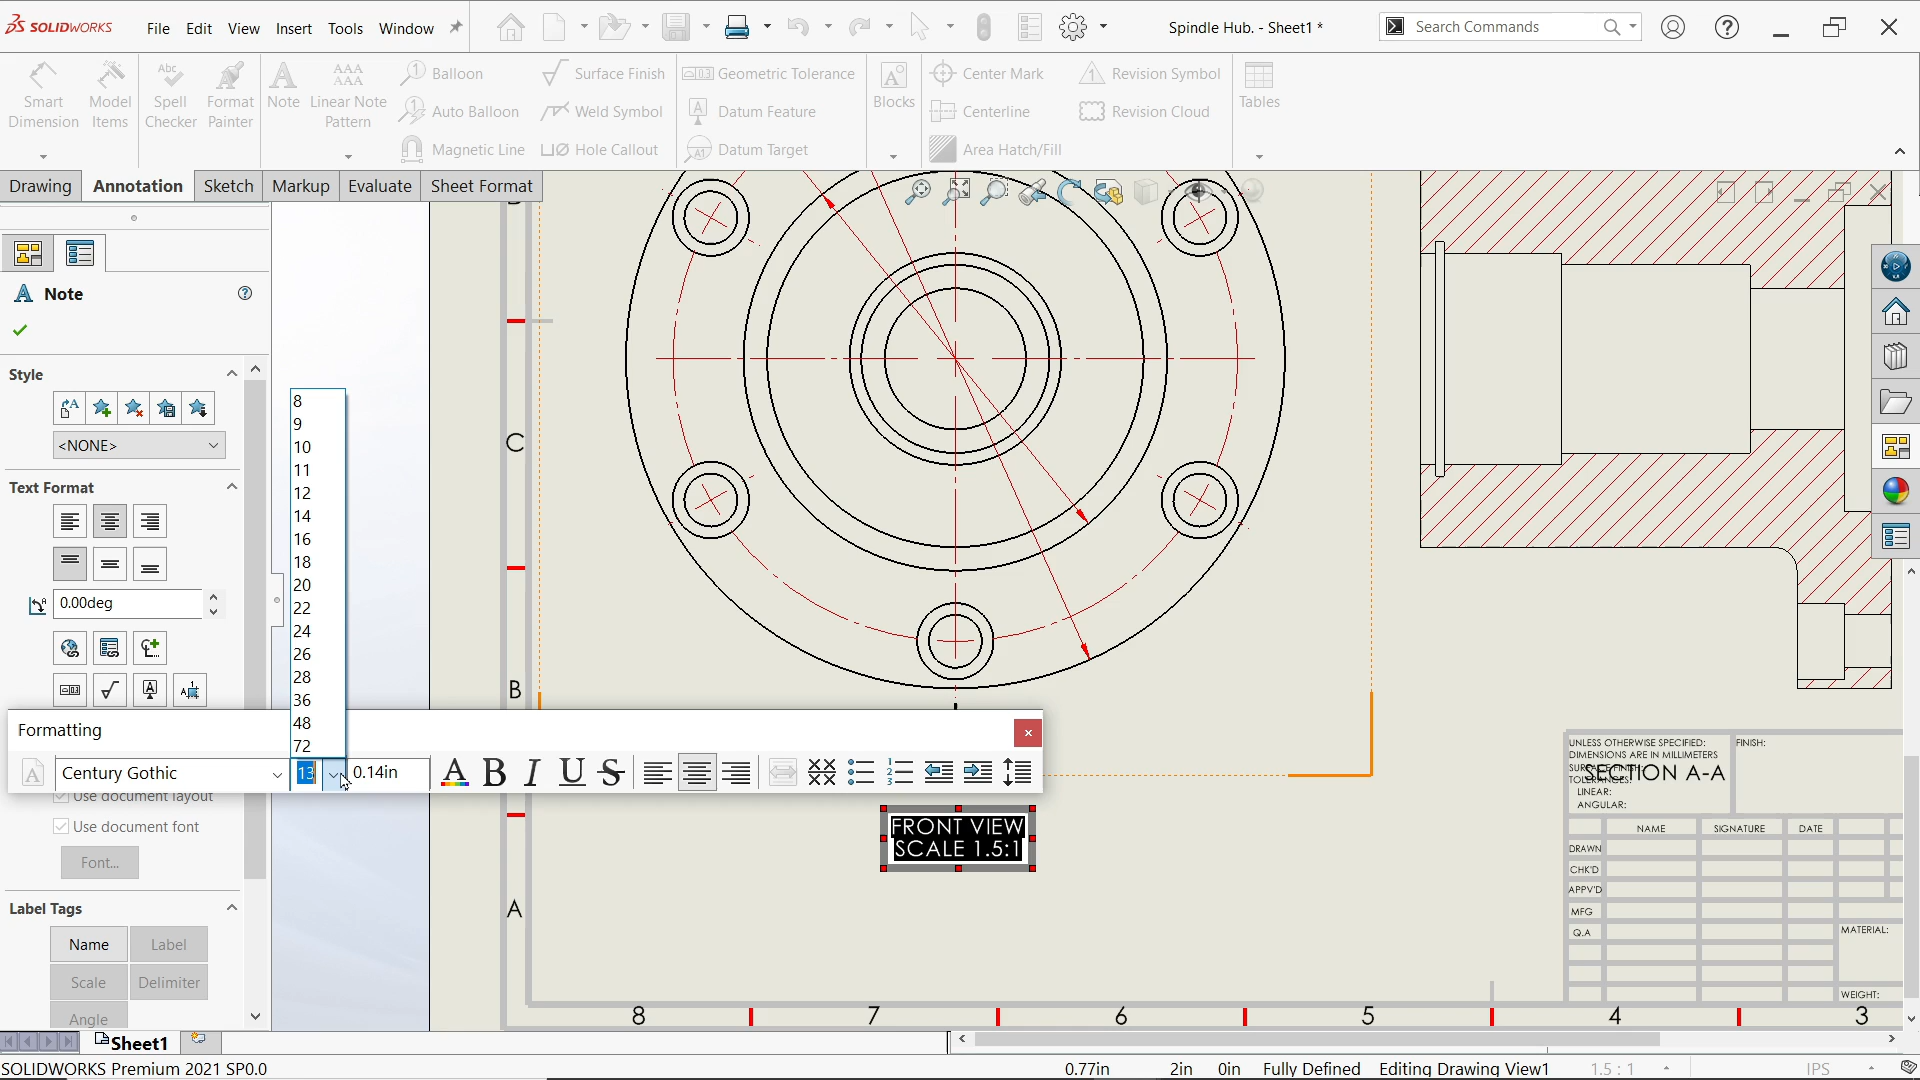 SOLIDWORKS
File Edit View Insert Tools Window
Spindle Hub. - Sheet1 *
Search Commands
Smart Dimension
Model Items
Spell Checker
Format Painter
Note
Linear Note Pattern
Balloon
Auto Balloon
Magnetic Line
Surface Finish
Weld Symbol
Hole Callout
Geometric Tolerance
Datum Feature
Datum Target
Blocks
Center Mark
Centerline
Area Hatch/Fill
Revision Symbol
Revision Cloud
Tables
Drawing Annotation Sketch Markup Evaluate Sheet Format
Note
Style
<NONE>
Text Format
0.00deg
8
9
10
11
12
14
16
18
20
22
24
26
28
36
48
72
Formatting
Century Gothic 13 0.14in
Use document layout
Use document font
Font...
Label Tags
Name Label
Scale Delimiter
Angle
C
B
A
FRONT VIEW
SCALE 1.5:1
8 7 6 5 4 3
UNLESS OTHERWISE SPECIFIED:
DIMENSIONS ARE IN MILLIMETERS
SURFACE FINISH:
TOLERANCES:
LINEAR:
ANGULAR:
FINISH:
SECTION A-A
NAME SIGNATURE DATE
DRAWN
CHK'D
APPV'D
MFG
Q.A
MATERIAL:
WEIGHT:
Sheet1
SOLIDWORKS Premium 2021 SP0.0
0.77in 2in 0in Fully Defined Editing Drawing View1 1.5 : 1 IPS